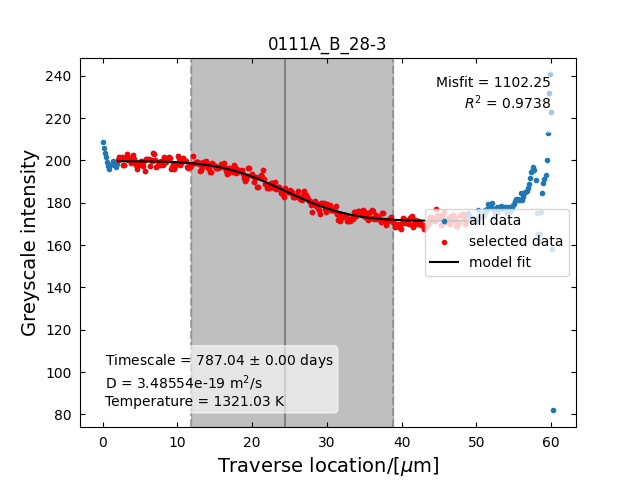 0111A_B_28-3
Misfit = 1102.25
R² = 0.9738
Greyscale intensity
240
220
200
180
160
140
120
100
80
all data
selected data
model fit
Timescale = 787.04 ± 0.00 days
D = 3.48554e-19 m²/s
Temperature = 1321.03 K
0 10 20 30 40 50 60
Traverse location/[μm]